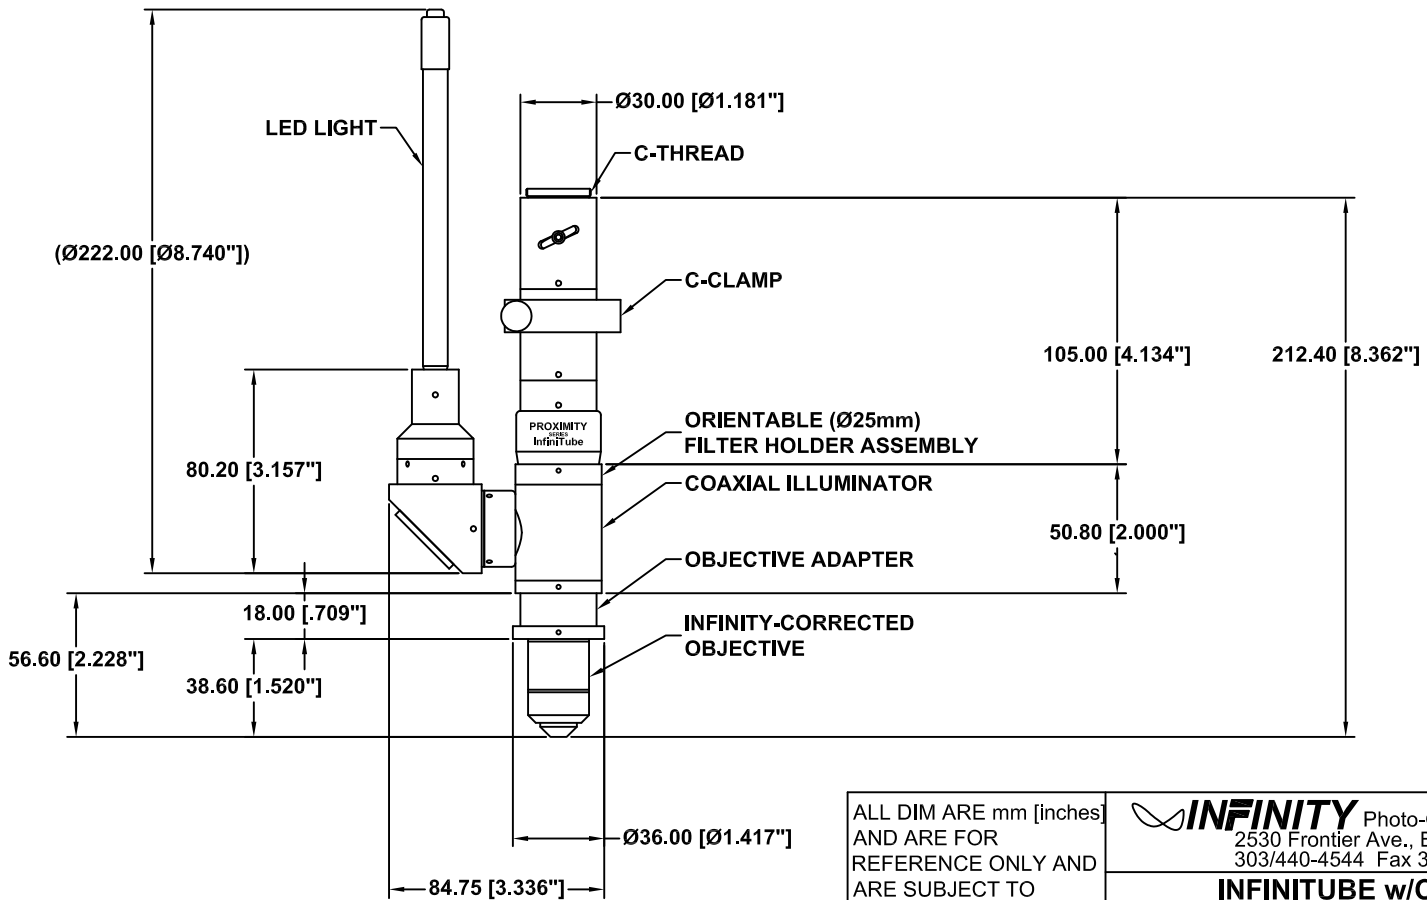 Ø30.00 [Ø1.181"]
LED LIGHT
C-THREAD
(Ø222.00 [Ø8.740"])
C-CLAMP
105.00 [4.134"]
212.40 [8.362"]
PROXIMITY
SERIES
InfiniTube
ORIENTABLE (Ø25mm)
FILTER HOLDER ASSEMBLY
80.20 [3.157"]
COAXIAL ILLUMINATOR
50.80 [2.000"]
OBJECTIVE ADAPTER
18.00 [.709"]
INFINITY-CORRECTED
OBJECTIVE
56.60 [2.228"]
38.60 [1.520"]
Ø36.00 [Ø1.417"]
84.75 [3.336"]
ALL DIM ARE mm [inches]
AND ARE FOR
REFERENCE ONLY AND
ARE SUBJECT TO
INFINITY Photo-
2530 Frontier Ave.,
303/440-4544 Fax 3
INFINITUBE w/C